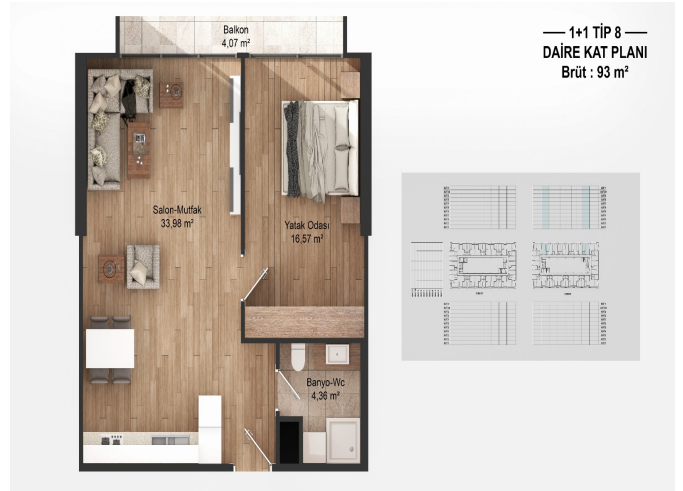 1+1 TİP 8
DAİRE KAT PLANI
Brüt : 93 m²
Balkon
4,07 m²
Salon-Mutfak
33,98 m²
Yatak Odası
16,57 m²
Banyo-Wc
4,36 m²